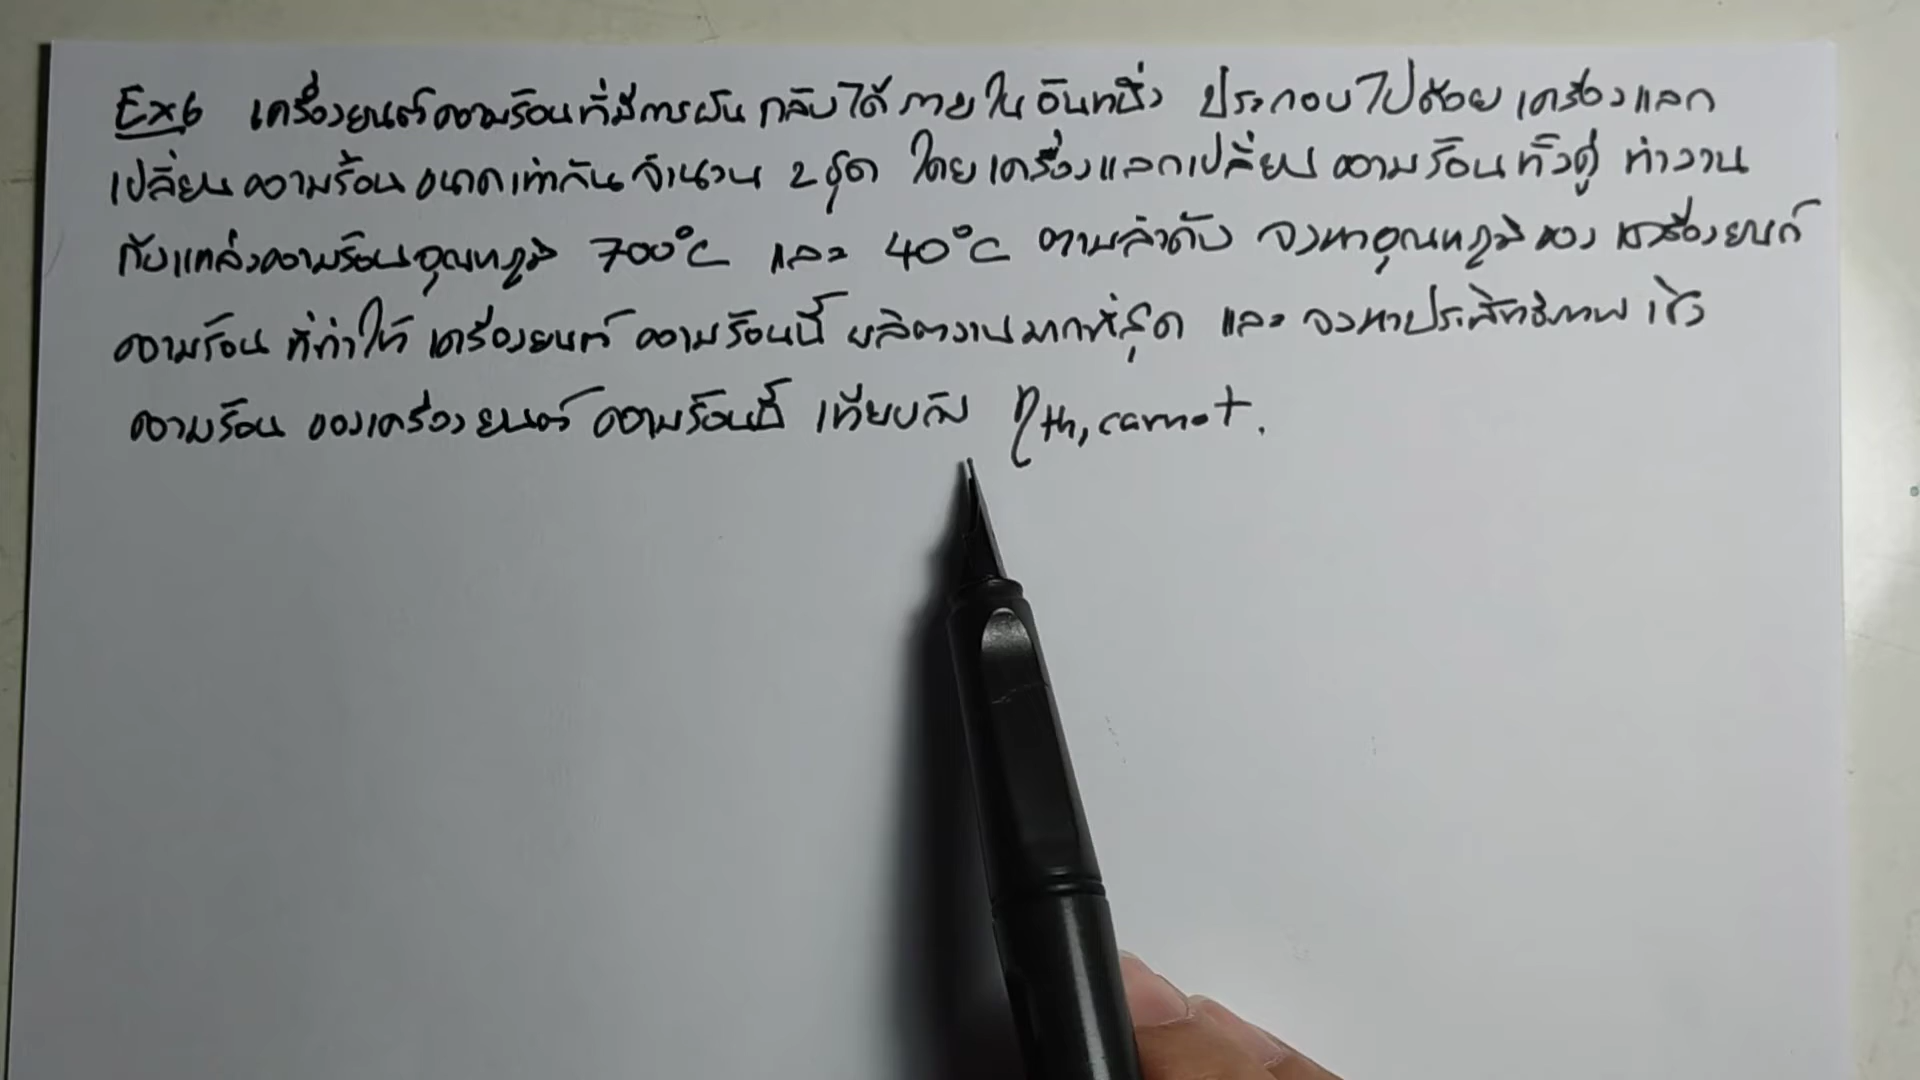 Ex6 เครื่องยนต์ความร้อนที่มีการผันกลับได้ภายในอันหนึ่ง ประกอบไปด้วย เครื่องแลก
เปลี่ยนความร้อนขนาดเท่ากันจำนวน 2 ชุด โดยเครื่องแลกเปลี่ยนความร้อนทั้งคู่ ทำงาน
กับแหล่งความร้อนอุณหภูมิ 700°C และ 40°C ตามลำดับ จงหาอุณหภูมิของ เครื่องยนต์
ความร้อน ที่ทำให้ เครื่องยนต์ ความร้อนนี้ ผลิตงานมากที่สุด และ จงหาประสิทธิภาพ เชิง
ความร้อน ของเครื่องยนต์ ความร้อนนี้ เทียบกับ ηth, carnot.